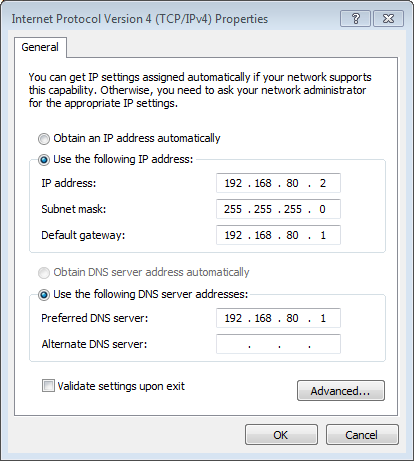 Internet Protocol Version 4 (TCP/IPv4) Properties
?
General
You can get IP settings assigned automatically if your network supports
this capability. Otherwise, you need to ask your network administrator
for the appropriate IP settings.
Obtain an IP address automatically
Use the following IP address:
IP address: 192 . 168 . 80 . 2
Subnet mask: 255 . 255 . 255 . 0
Default gateway: 192 . 168 . 80 . 1
Obtain DNS server address automatically
Use the following DNS server addresses:
Preferred DNS server: 192 . 168 . 80 . 1
Alternate DNS server: . . .
Validate settings upon exit
Advanced...
OK Cancel